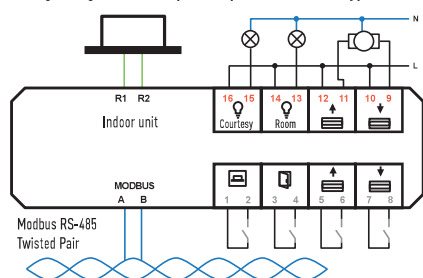 N
L
R1 R2
16 15 14 13 12 11 10 9
Indoor unit
Courtesy Room
MODBUS
A B
1 2 3 4 5 6 7 8
Modbus RS-485
Twisted Pair